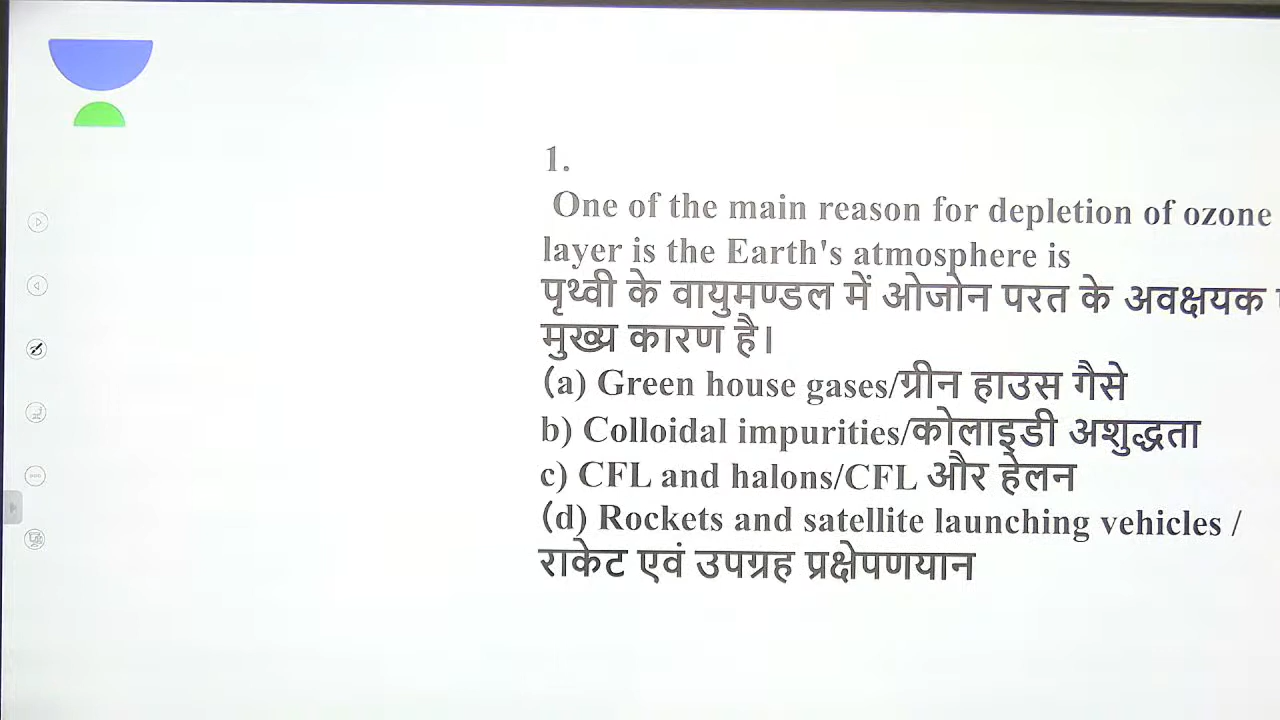 1.
One of the main reason for depletion of ozone
layer is the Earth's atmosphere is
पृथ्वी के वायुमण्डल में ओजोन परत के अवक्षयक
मुख्य कारण है।
(a) Green house gases/ग्रीन हाउस गैसे
b) Colloidal impurities/कोलाइडी अशुद्धता
c) CFL and halons/CFL और हेलन
(d) Rockets and satellite launching vehicles /
राकेट एवं उपग्रह प्रक्षेपणयान